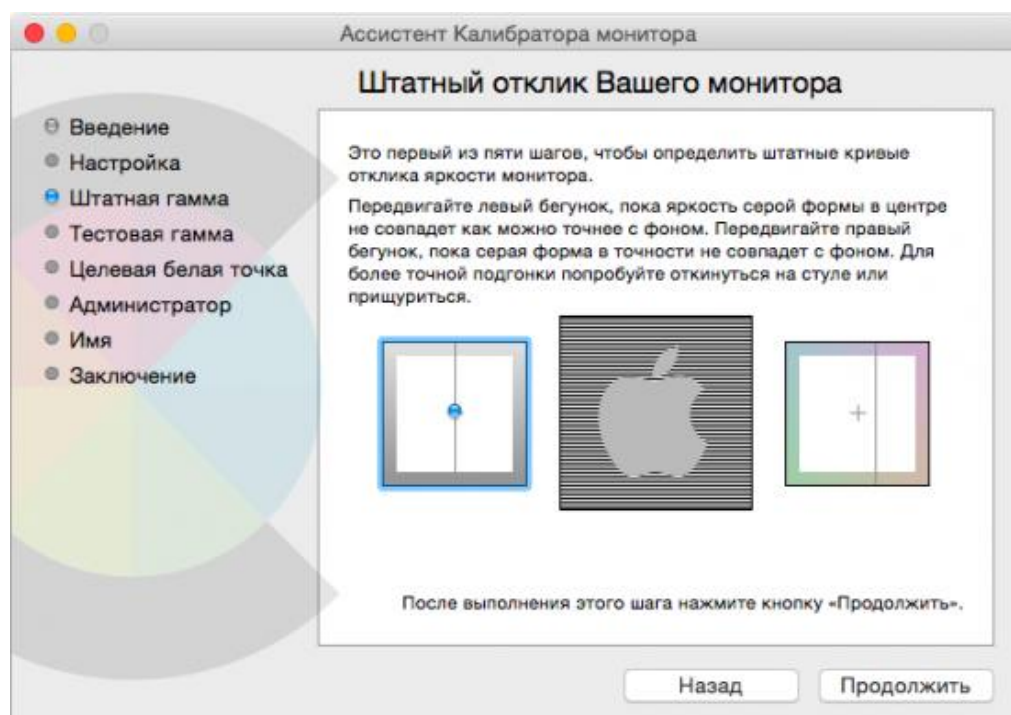 Ассистент Калибратора монитора
Штатный отклик Вашего монитора
Введение
Настройка
Штатная гамма
Тестовая гамма
Целевая белая точка
Администратор
Имя
Заключение
Это первый из пяти шагов, чтобы определить штатные кривые
отклика яркости монитора.
Передвигайте левый бегунок, пока яркость серой формы в центре
не совпадет как можно точнее с фоном. Передвигайте правый
бегунок, пока серая форма в точности не совпадет с фоном. Для
более точной подгонки попробуйте откинуться на стуле или
прищуриться.
После выполнения этого шага нажмите кнопку «Продолжить».
Назад
Продолжить